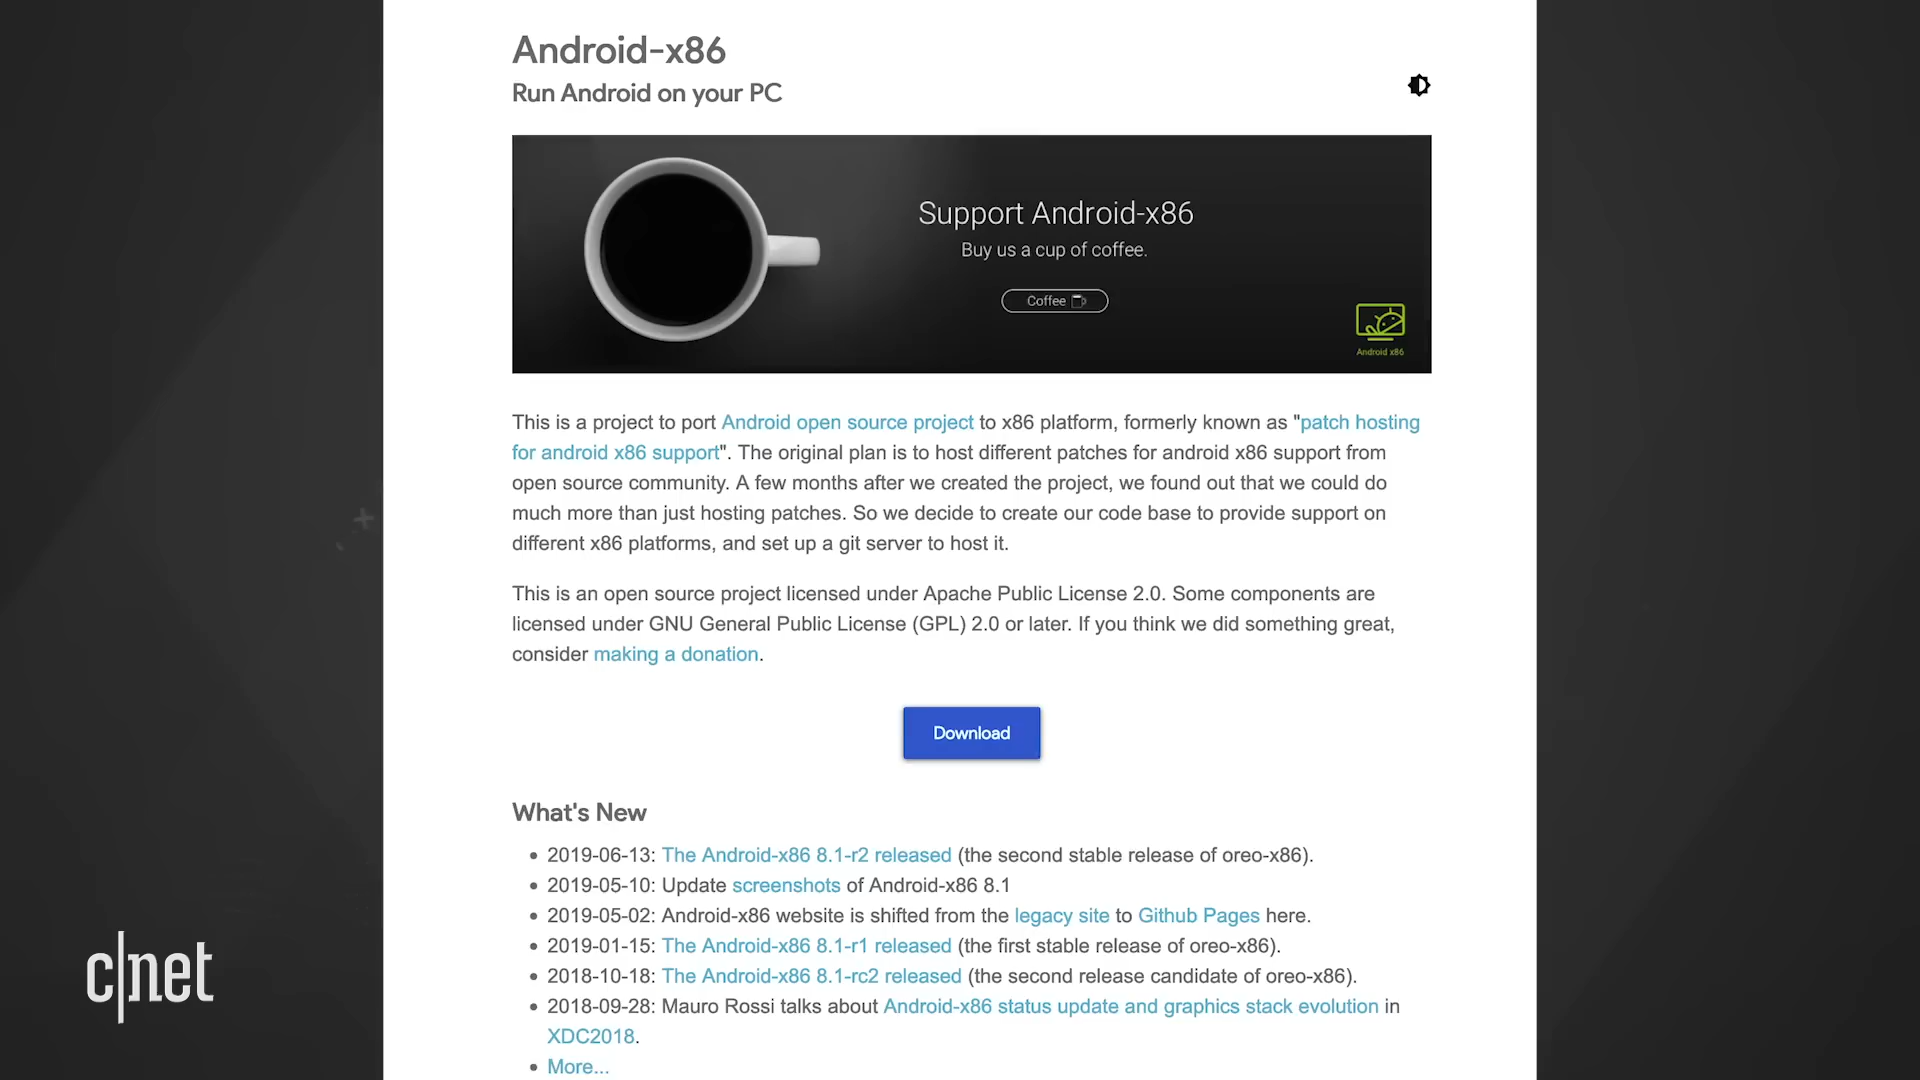 Android-x86
Run Android on your PC
Support Android-x86
Buy us a cup of coffee.
Coffee
Android x86
This is a project to port Android open source project to x86 platform, formerly known as "patch hosting
for android x86 support". The original plan is to host different patches for android x86 support from
open source community. A few months after we created the project, we found out that we could do
much more than just hosting patches. So we decide to create our code base to provide support on
different x86 platforms, and set up a git server to host it.
This is an open source project licensed under Apache Public License 2.0. Some components are
licensed under GNU General Public License (GPL) 2.0 or later. If you think we did something great,
consider making a donation.
Download
What's New
• 2019-06-13: The Android-x86 8.1-r2 released (the second stable release of oreo-x86).
• 2019-05-10: Update screenshots of Android-x86 8.1
• 2019-05-02: Android-x86 website is shifted from the legacy site to Github Pages here.
• 2019-01-15: The Android-x86 8.1-r1 released (the first stable release of oreo-x86).
• 2018-10-18: The Android-x86 8.1-rc2 released (the second release candidate of oreo-x86).
• 2018-09-28: Mauro Rossi talks about Android-x86 status update and graphics stack evolution in
XDC2018.
• More...
c|net